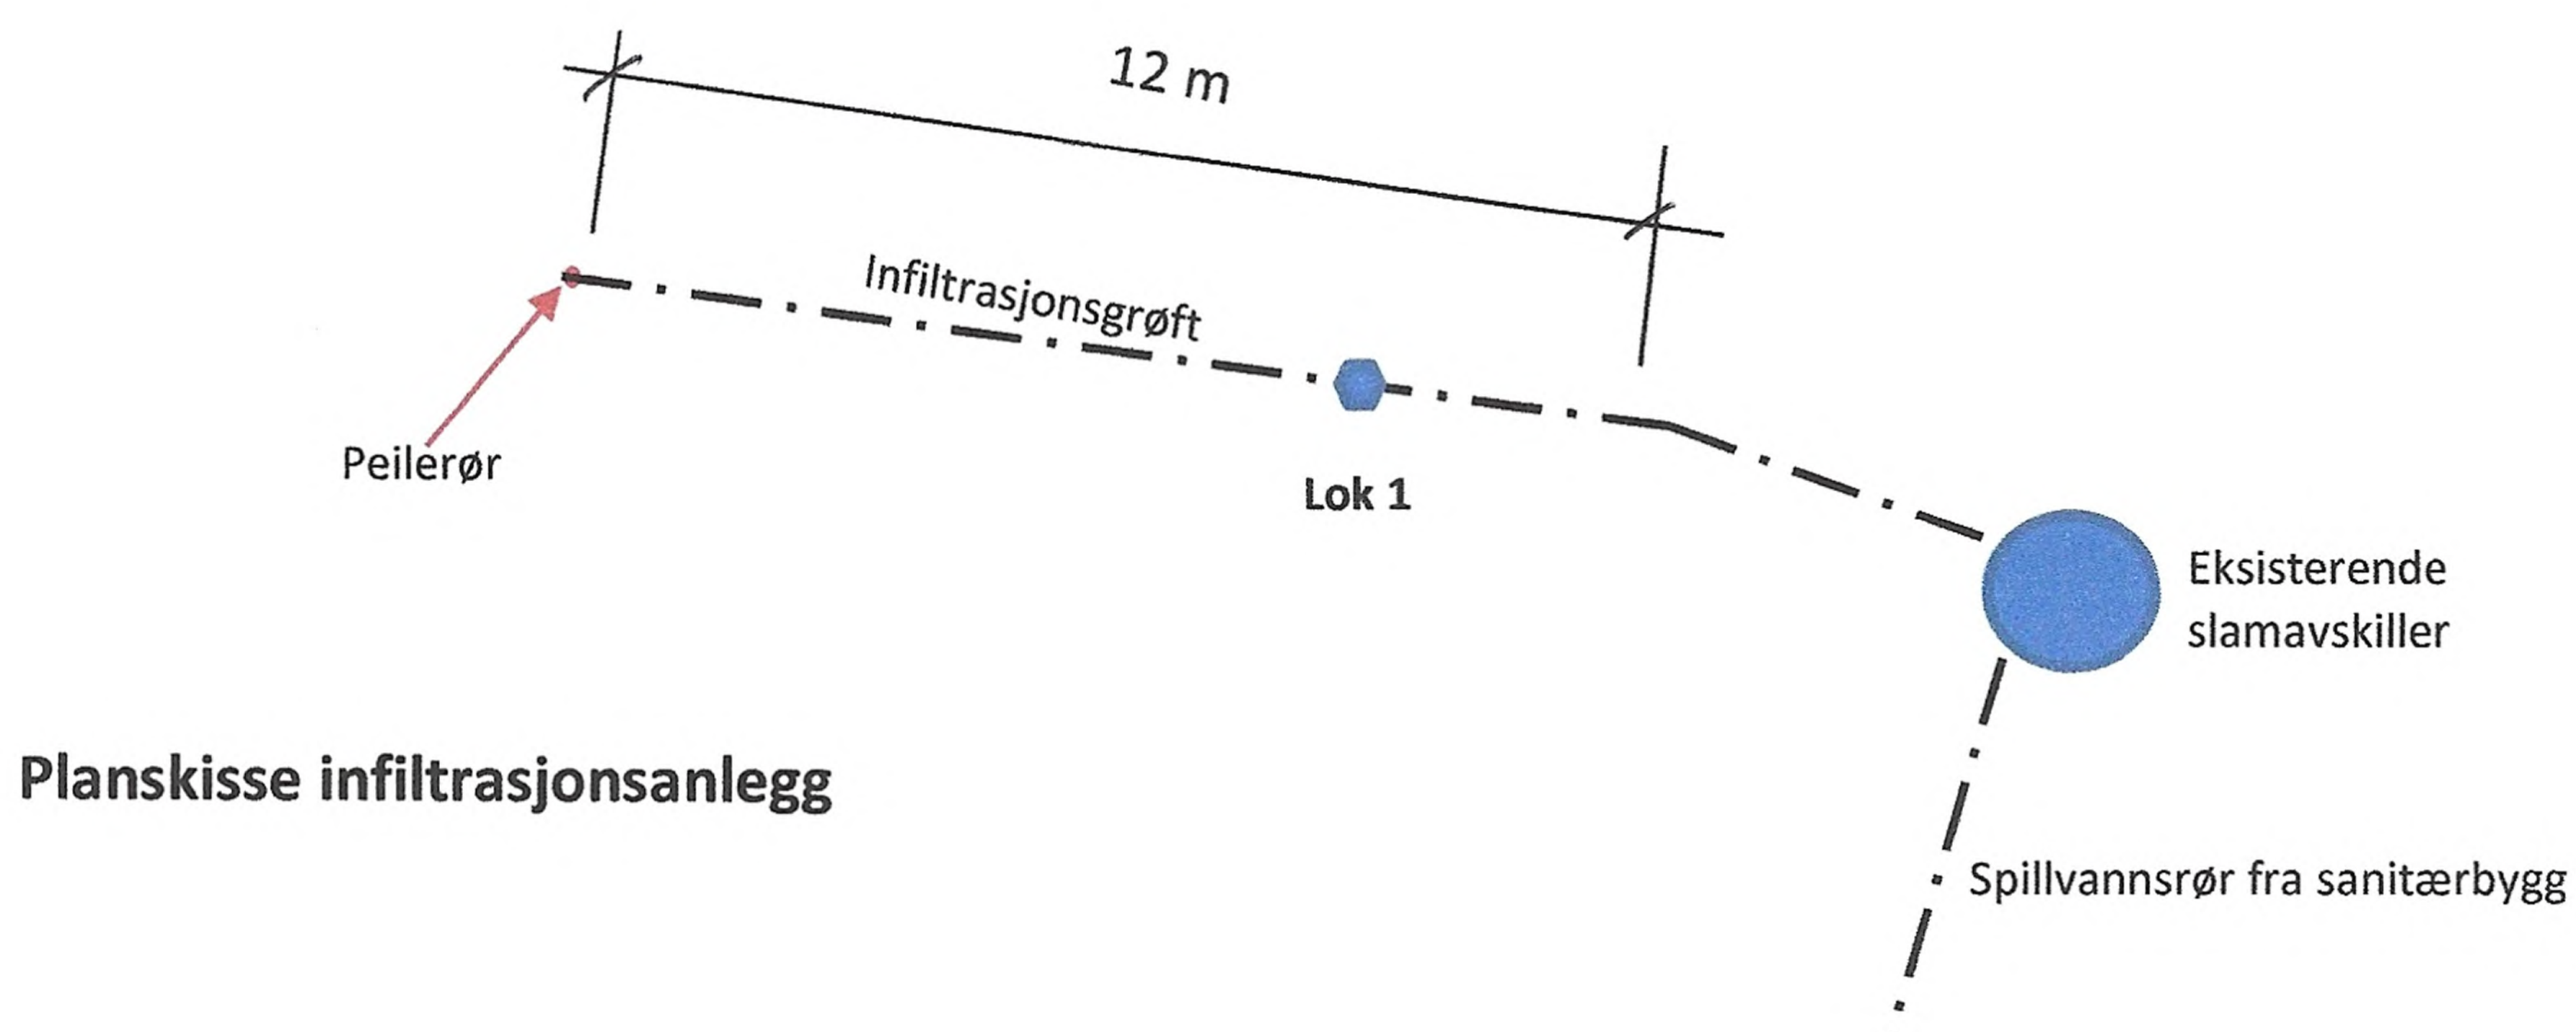 12 m
Infiltrasjonsgrøft
Peilerør
Lok 1
Eksisterende
slamavskiller
Planskisse infiltrasjonsanlegg
Spillvannsrør fra sanitærbygg